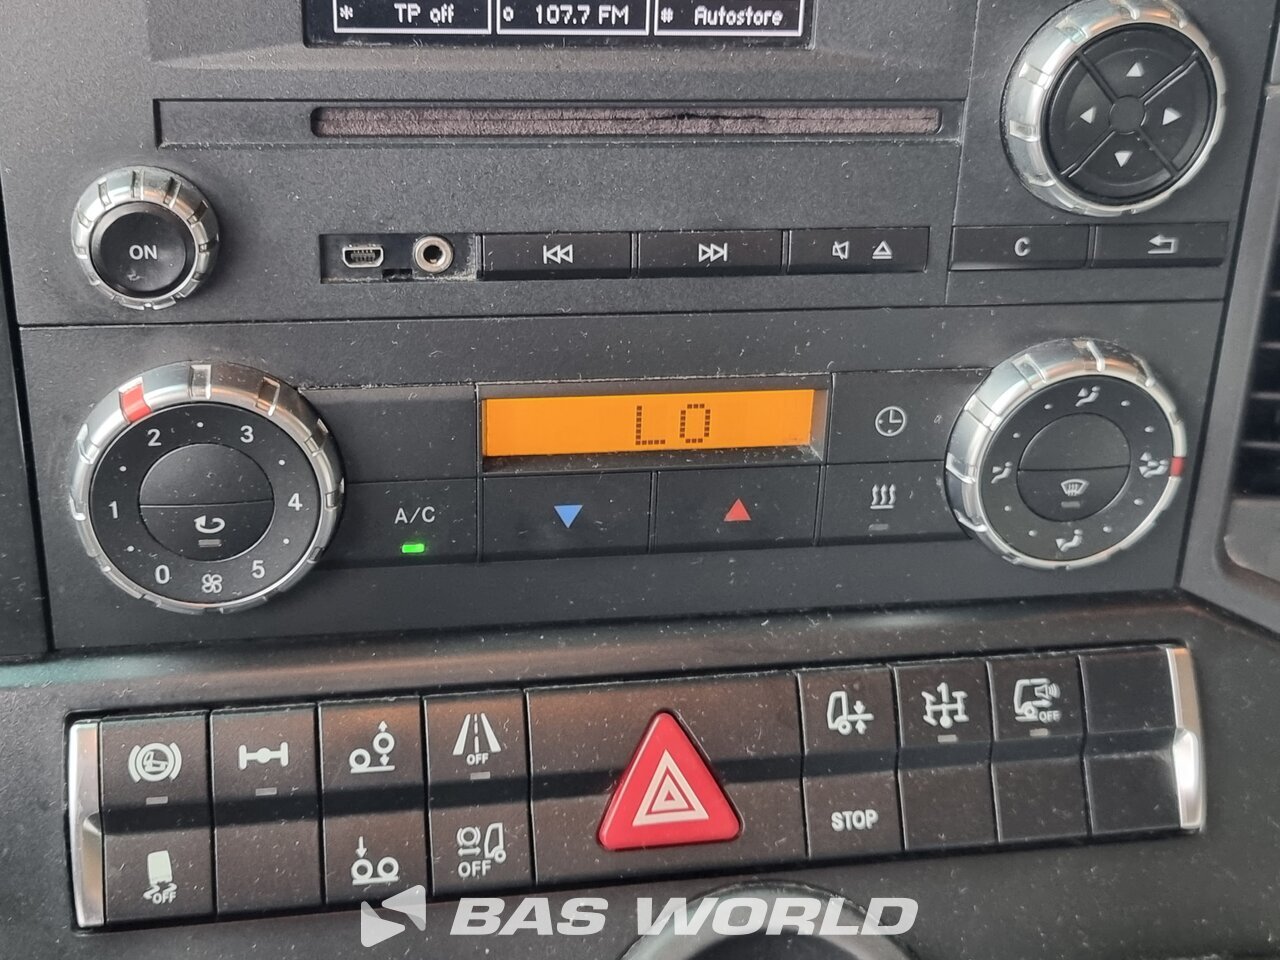 * TP off
o 107.7 FM
# Autostore
ON
C
2 3
1 4
0 5
A/C
LO
OFF
OFF
OFF
STOP
OFF
BAS WORLD